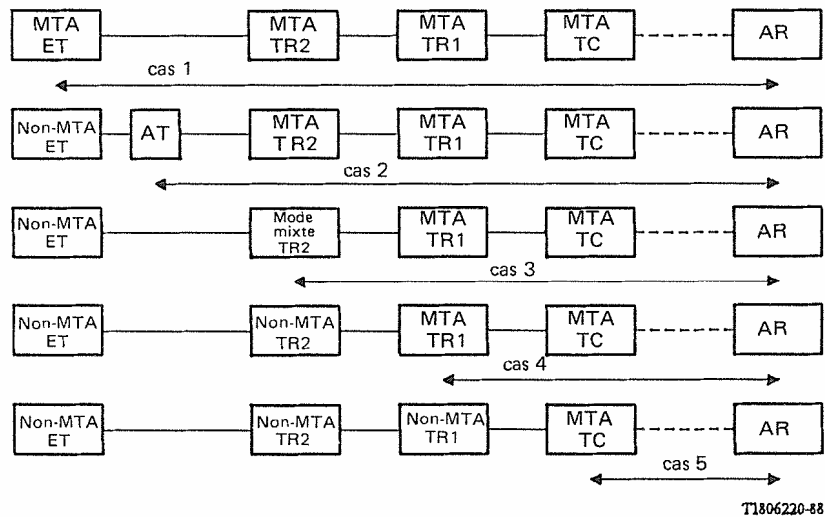 MTA
ET
MTA
TR2
MTA
TR1
MTA
TC
AR
cas 1
Non-MTA
ET
AT
MTA
TR2
MTA
TR1
MTA
TC
AR
cas 2
Non-MTA
ET
Mode
mixte
TR2
MTA
TR1
MTA
TC
AR
cas 3
Non-MTA
ET
Non-MTA
TR2
MTA
TR1
MTA
TC
AR
cas 4
Non-MTA
ET
Non-MTA
TR2
Non-MTA
TR1
MTA
TC
AR
cas 5
T1806220-88